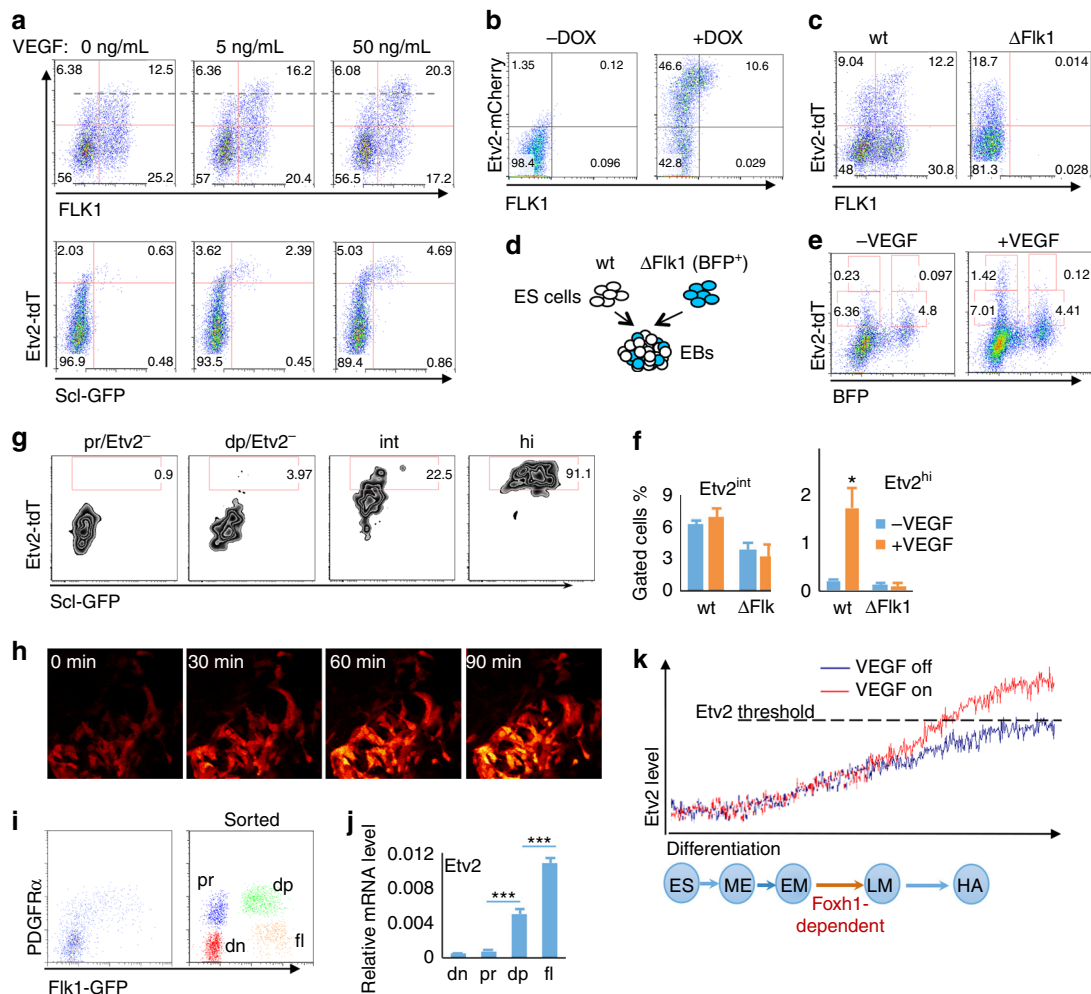 a
VEGF: 0 ng/mL 5 ng/mL 50 ng/mL
6.38 12.5 6.36 16.2 6.08 20.3
56 25.2 57 20.4 56.5 17.2
FLK1
2.03 0.63 3.62 2.39 5.03 4.69
96.9 0.48 93.5 0.45 89.4 0.86
Etv2-tdT
Scl-GFP
b
–DOX +DOX
1.35 0.12 46.6 10.6
98.4 0.096 42.8 0.029
Etv2-mCherry
FLK1
c
wt ΔFlk1
9.04 12.2 18.7 0.014
48 30.8 81.3 0.028
Etv2-tdT
FLK1
d
wt ΔFlk1 (BFP+)
ES cells
EBs
e
–VEGF +VEGF
0.23 0.097 1.42 0.12
6.36 4.8 7.01 4.41
Etv2-tdT
BFP
g
pr/Etv2– dp/Etv2– int hi
0.9 3.97 22.5 91.1
Etv2-tdT
Scl-GFP
f
Gated cells %
Etv2int Etv2hi
9
6
3
0
wt ΔFlk
2
1
0
*
–VEGF
+VEGF
wt ΔFlk1
h
0 min 30 min 60 min 90 min
i
Sorted
pr dp
dn fl
PDGFRα
Flk1-GFP
j
Relative mRNA level
Etv2
0.012
0.008
0.004
0
*** ***
dn pr dp fl
k
VEGF off
VEGF on
Etv2 threshold
Etv2 level
Differentiation
ES ME EM LM HA
Foxh1-
dependent